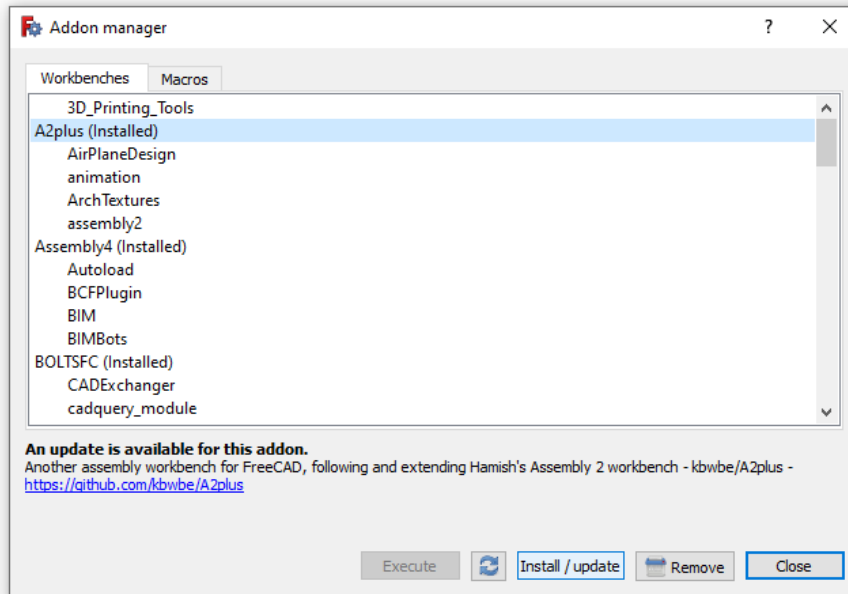 Addon manager
?
Workbenches
Macros
3D_Printing_Tools
A2plus (Installed)
AirPlaneDesign
animation
ArchTextures
assembly2
Assembly4 (Installed)
Autoload
BCFPlugin
BIM
BIMBots
BOLTSFC (Installed)
CADExchanger
cadquery_module
An update is available for this addon.
Another assembly workbench for FreeCAD, following and extending Hamish's Assembly 2 workbench - kbwbe/A2plus -
https://github.com/kbwbe/A2plus
Execute
Install / update
Remove
Close